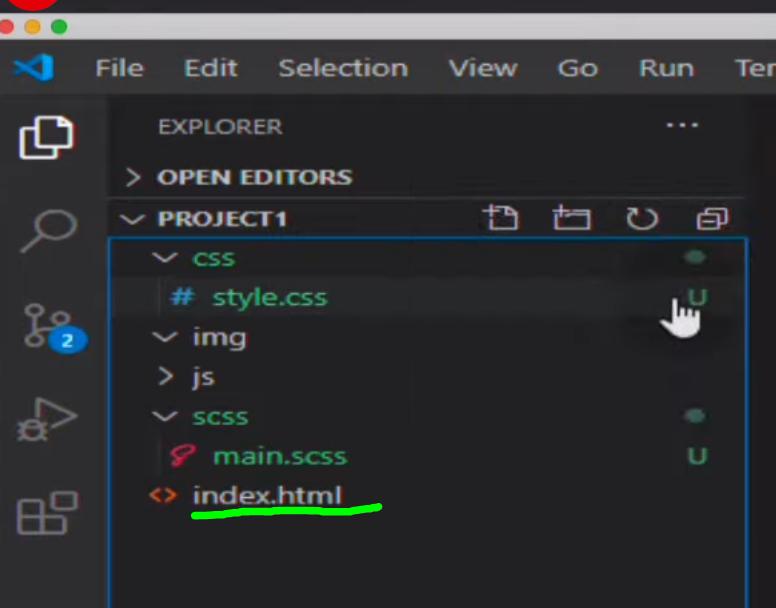 File Edit Selection View Go Run
EXPLORER ...
> OPEN EDITORS
PROJECT1
css
# style.css U
img
> js
scss
main.scss U
2
<> index.html